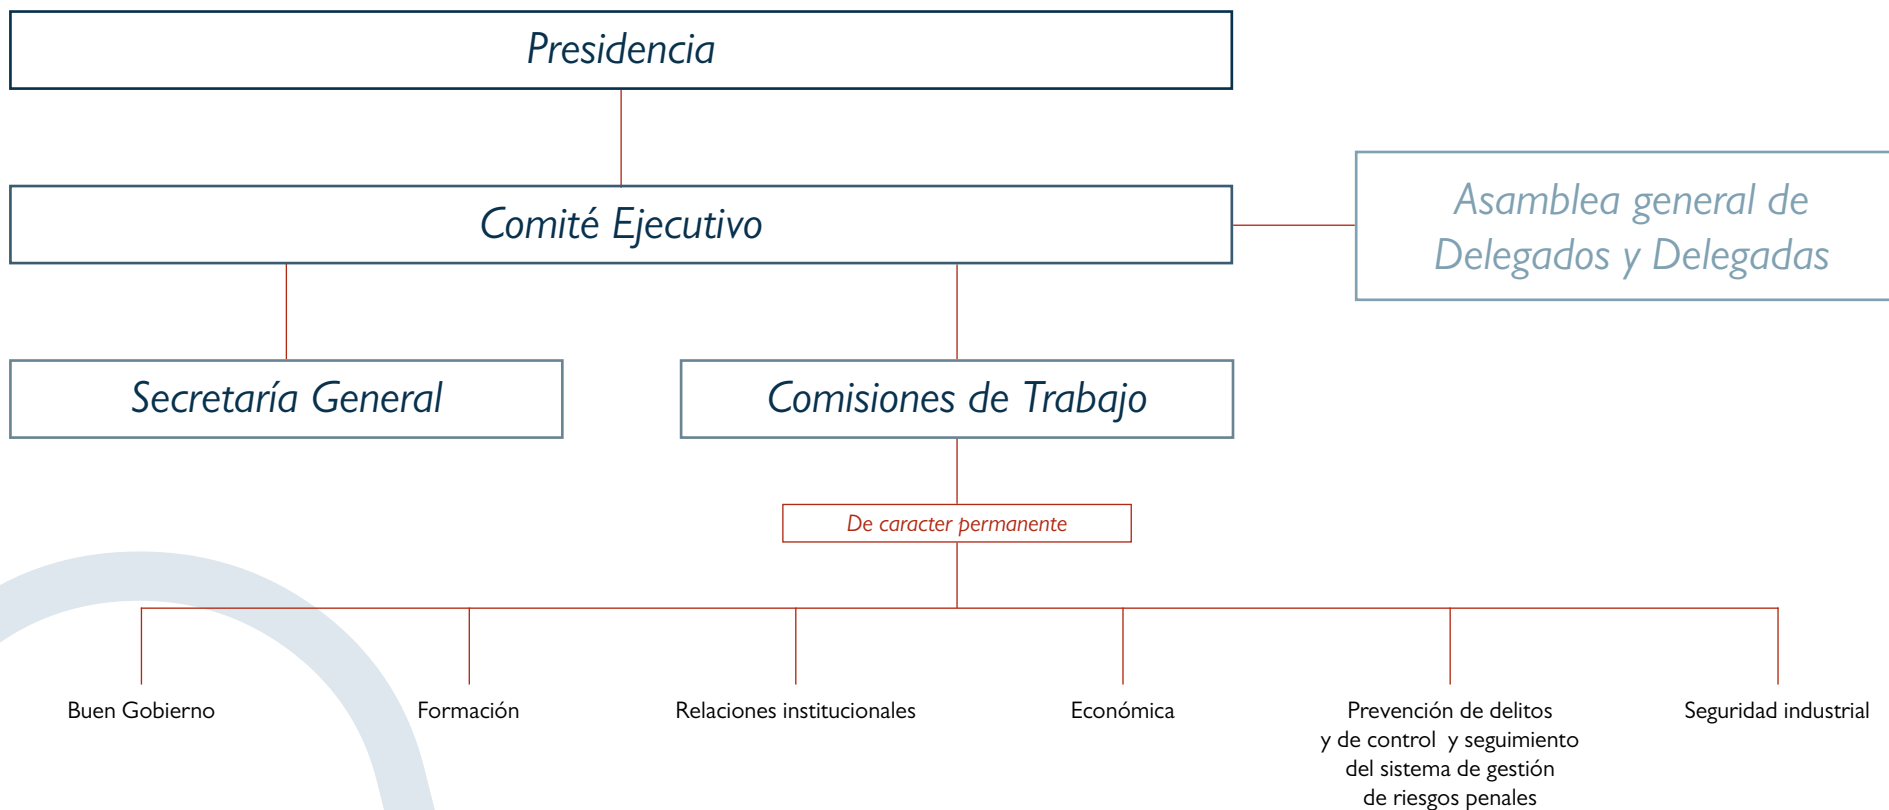 Presidencia
Comité Ejecutivo
Asamblea general de
Delegados y Delegadas
Secretaría General
Comisiones de Trabajo
De caracter permanente
Buen Gobierno
Formación
Relaciones institucionales
Económica
Prevención de delitos
y de control y seguimiento
del sistema de gestión
de riesgos penales
Seguridad industrial